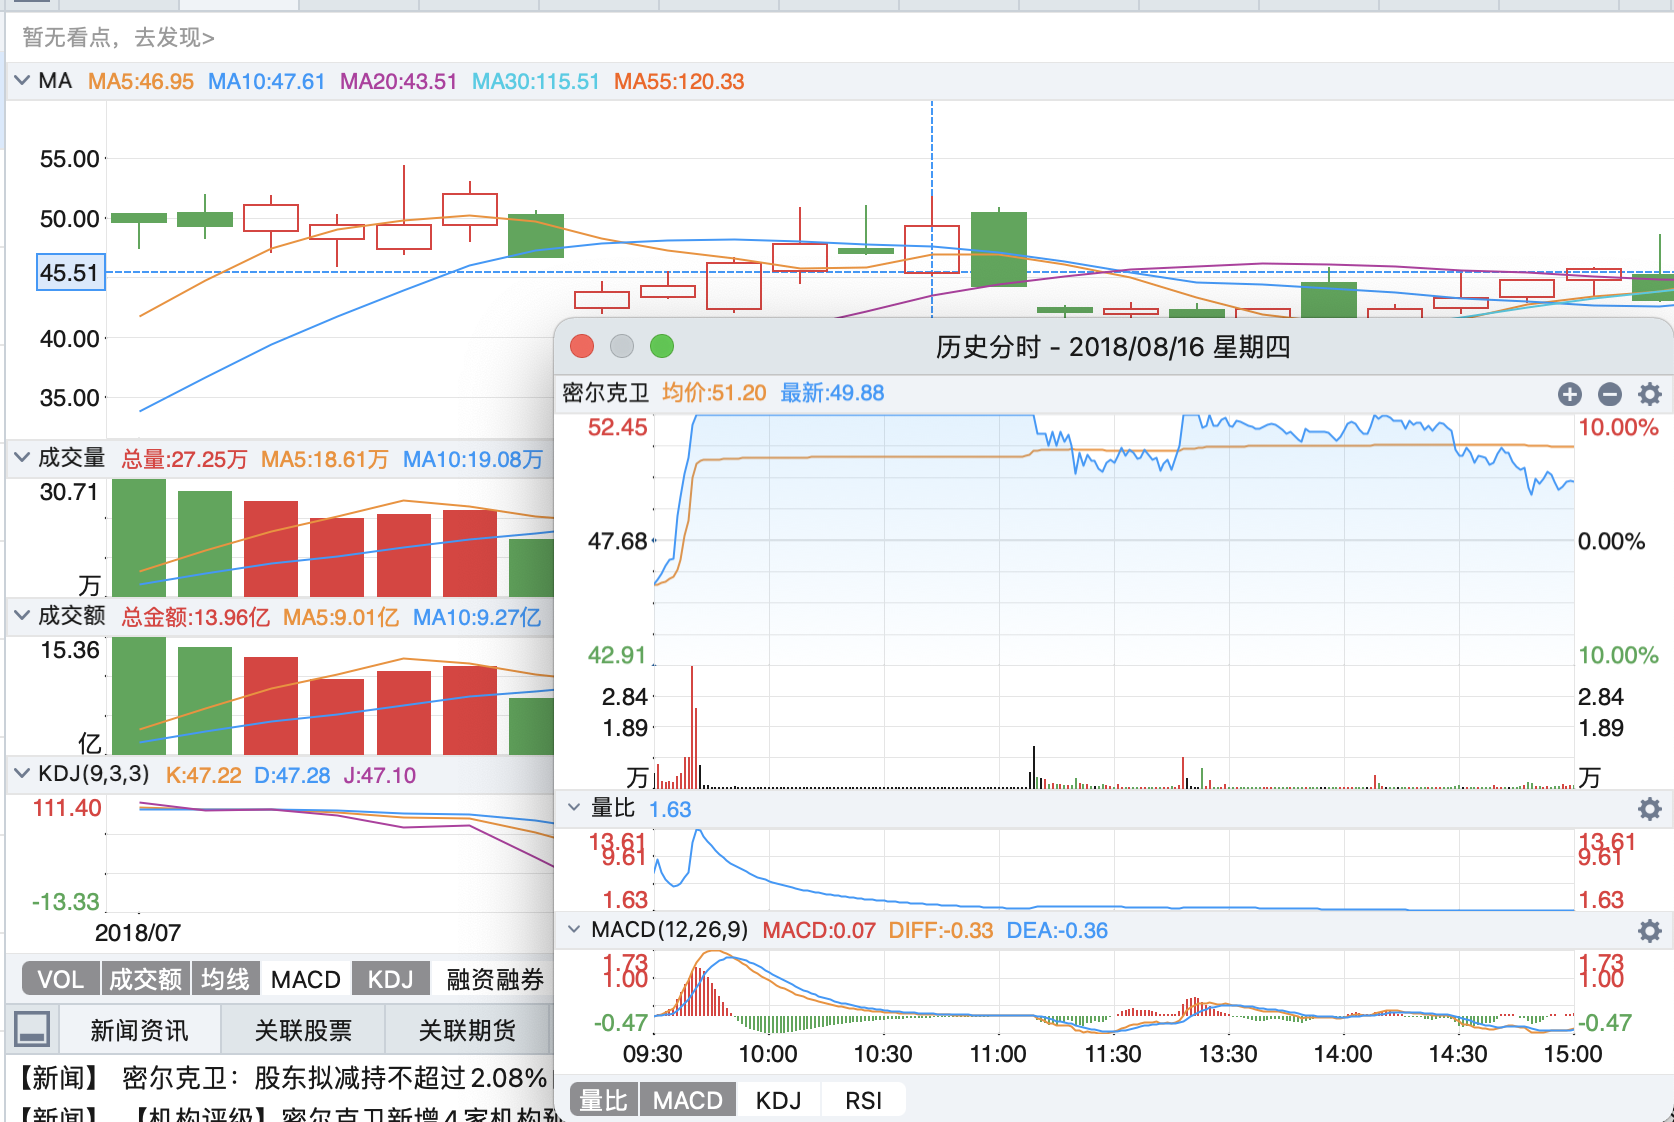 暂无看点，去发现>
MA MA5:46.95 MA10:47.61 MA20:43.51 MA30:115.51 MA55:120.33
55.00
50.00
45.51
40.00
35.00
成交量 总量:27.25万 MA5:18.61万 MA10:19.08万
30.71
万
成交额 总金额:13.96亿 MA5:9.01亿 MA10:9.27亿
15.36
亿
KDJ(9,3,3) K:47.22 D:47.28 J:47.10
111.40
-13.33
2018/07
VOL 成交额 均线 MACD KDJ 融资融券
新闻资讯 关联股票 关联期货
【新闻】 密尔克卫：股东拟减持不超过2.08%
【新闻】 【机构评级】密尔克卫新增4家机构
历史分时 - 2018/08/16 星期四
密尔克卫 均价:51.20 最新:49.88
52.45 10.00%
47.68 0.00%
42.91 10.00%
2.84 2.84
1.89 1.89
万 万
量比 1.63
13.61 13.61
9.61 9.61
1.63 1.63
MACD(12,26,9) MACD:0.07 DIFF:-0.33 DEA:-0.36
1.73 1.73
1.00 1.00
-0.47 -0.47
09:30 10:00 10:30 11:00 11:30 13:30 14:00 14:30 15:00
量比 MACD KDJ RSI